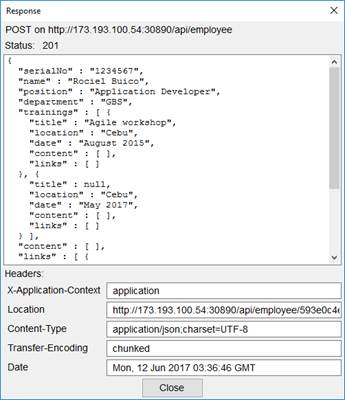 Response
POST on http://173.193.100.54:30890/api/employee
Status: 201
{
"serialNo" : "1234567",
"name" : "Rociel Buico",
"position" : "Application Developer",
"department" : "GBS",
"trainings" : [ {
"title" : "Agile workshop",
"location" : "Cebu",
"date" : "August 2015",
"content" : [ ],
"links" : [ ]
}, {
"title" : null,
"location" : "Cebu",
"date" : "May 2017",
"content" : [ ],
"links" : [ ]
} ],
"content" : [ ],
"links" : [ {
Headers:
X-Application-Context application
Location http://173.193.100.54:30890/api/employee/593e0c4e
Content-Type application/json;charset=UTF-8
Transfer-Encoding chunked
Date Mon, 12 Jun 2017 03:36:46 GMT
Close